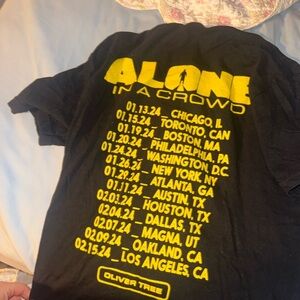 ALONE
IN A CROWD
01.13.24 _ CHICAGO, IL
01.15.24 _ TORONTO, CAN
01.19.24 _ BOSTON, MA
01.20.24 _ PHILADELPHIA, PA
01.24.24 _ WASHINGTON, D.C.
01.26.24 _ NEW YORK, NY
01.29.24 _ ATLANTA, GA
01.11.24 _ AUSTIN, TX
02.03.24 _ HOUSTON, TX
02.04.24 _ DALLAS, TX
02.07.24 _ MAGNA, UT
02.09.24 _ OAKLAND, CA
02.15.24 _ LOS ANGELES, CA
OLIVER TREE